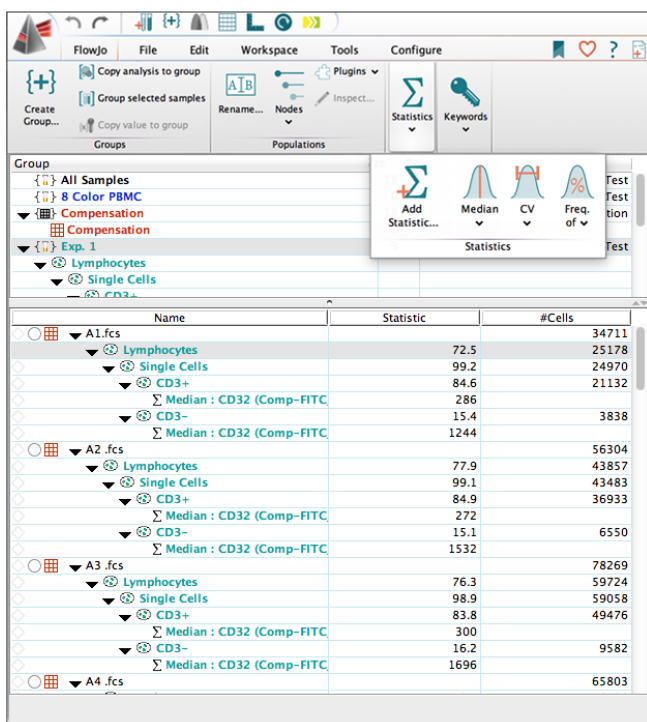 FlowJo File Edit Workspace Tools Configure
{+} Create Group...
Copy analysis to group
Group selected samples
Copy value to group
Groups
A|B Rename...
Nodes
Plugins
Inspect...
Populations
Σ Statistics
Keywords
Group
{ } All Samples Test
{ } 8 Color PBMC Test
{ } Compensation tion
Compensation
{ } Exp. 1 Test
Lymphocytes
Single Cells
CD3+
+Σ Add Statistic...
Median
CV
% Freq. of
Statistics
Name Statistic #Cells
A1.fcs 34711
Lymphocytes 72.5 25178
Single Cells 99.2 24970
CD3+ 84.6 21132
Σ Median : CD32 (Comp-FITC 286
CD3- 15.4 3838
Σ Median : CD32 (Comp-FITC 1244
A2 .fcs 56304
Lymphocytes 77.9 43857
Single Cells 99.1 43483
CD3+ 84.9 36933
Σ Median : CD32 (Comp-FITC 272
CD3- 15.1 6550
Σ Median : CD32 (Comp-FITC 1532
A3 .fcs 78269
Lymphocytes 76.3 59724
Single Cells 98.9 59058
CD3+ 83.8 49476
Σ Median : CD32 (Comp-FITC 300
CD3- 16.2 9582
Σ Median : CD32 (Comp-FITC 1696
A4 .fcs 65803